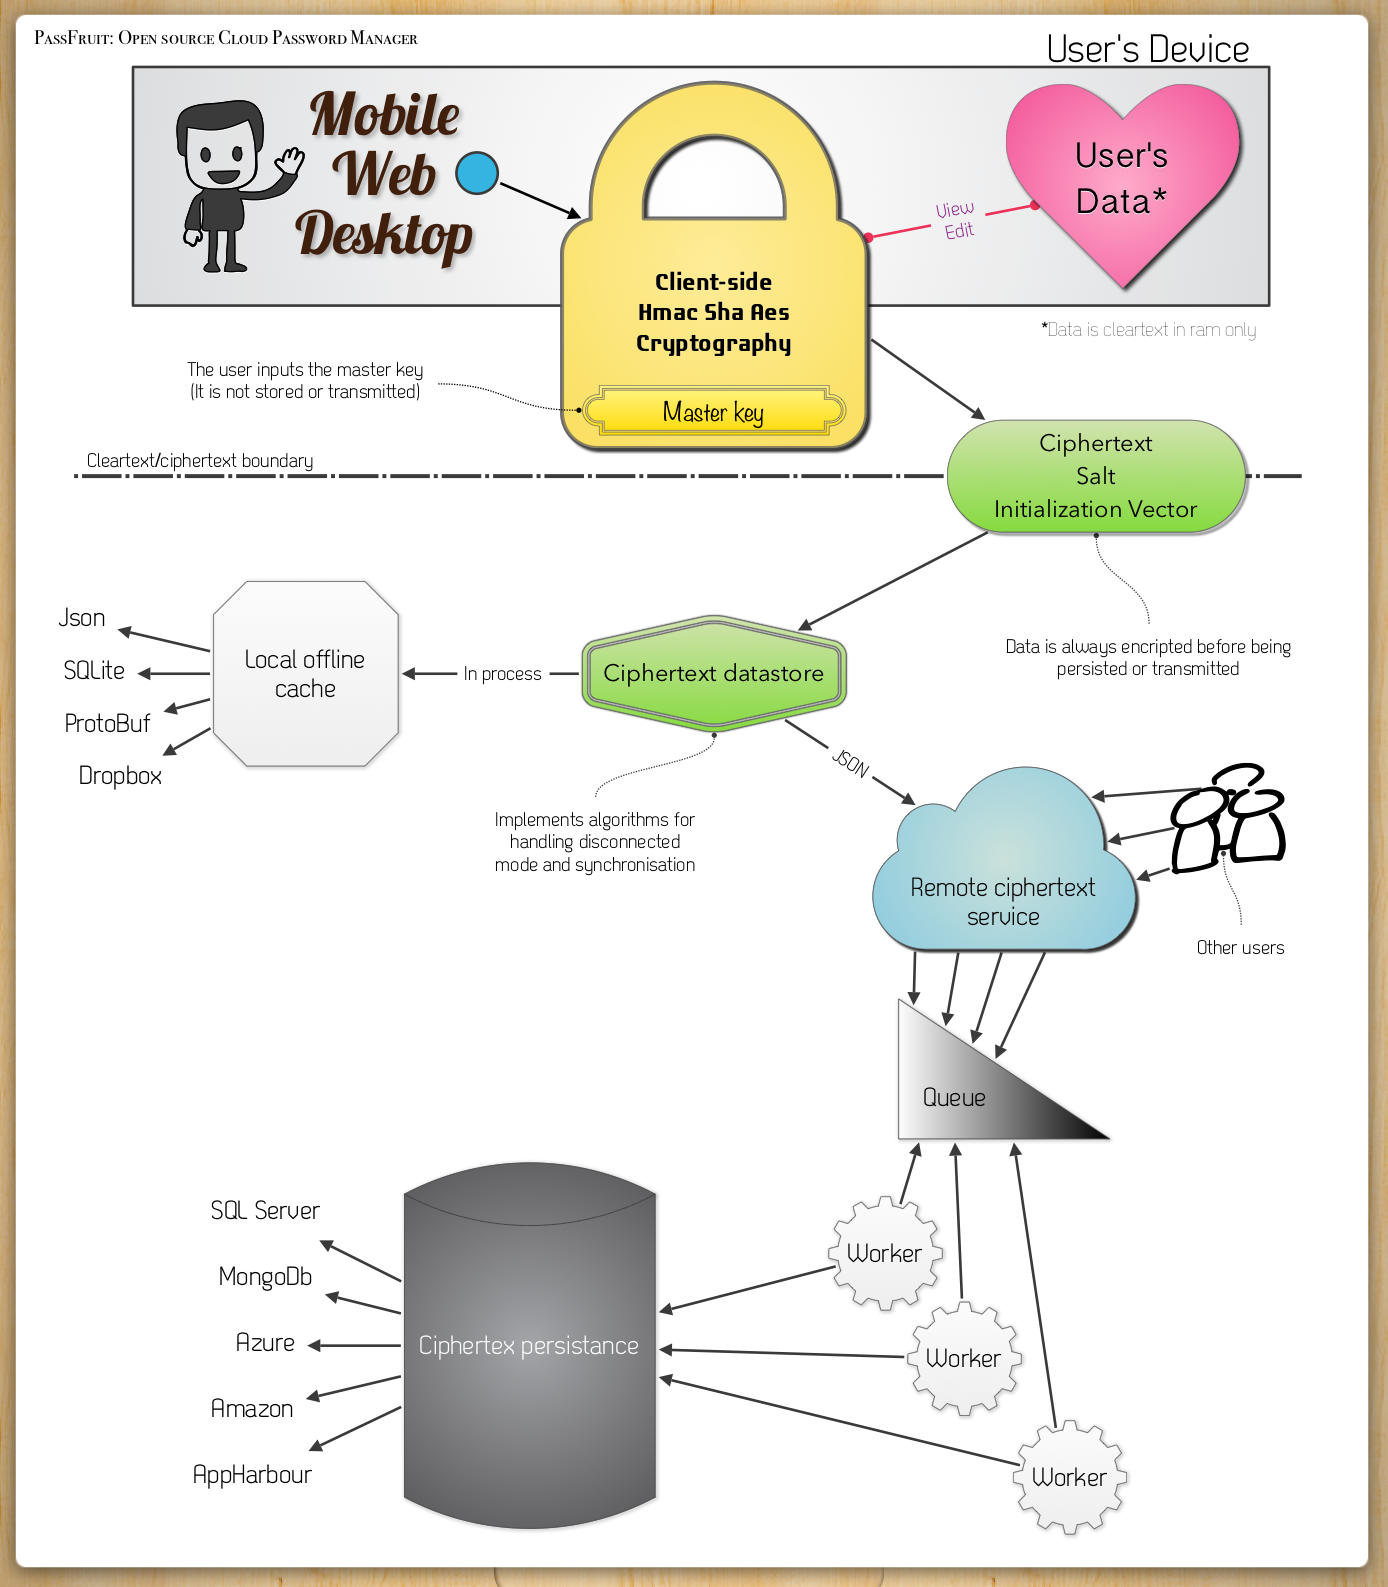 PassFruit: Open source Cloud Password Manager
User's Device
Mobile
Web
Desktop
User's
Data*
View
Edit
Client-side
Hmac Sha Aes
Cryptography
*Data is cleartext in ram only
The user inputs the master key
(It is not stored or transmitted)
Master key
Cleartext/ciphertext boundary
Ciphertext
Salt
Initialization Vector
Json
SQLite
ProtoBuf
Dropbox
Local offline
cache
In process
Ciphertext datastore
Data is always encripted before being
persisted or transmitted
JSON
Implements algorithms for
handling disconnected
mode and synchronisation
Remote ciphertext
service
Other users
Queue
SQL Server
MongoDb
Azure
Amazon
AppHarbour
Ciphertex persistance
Worker
Worker
Worker